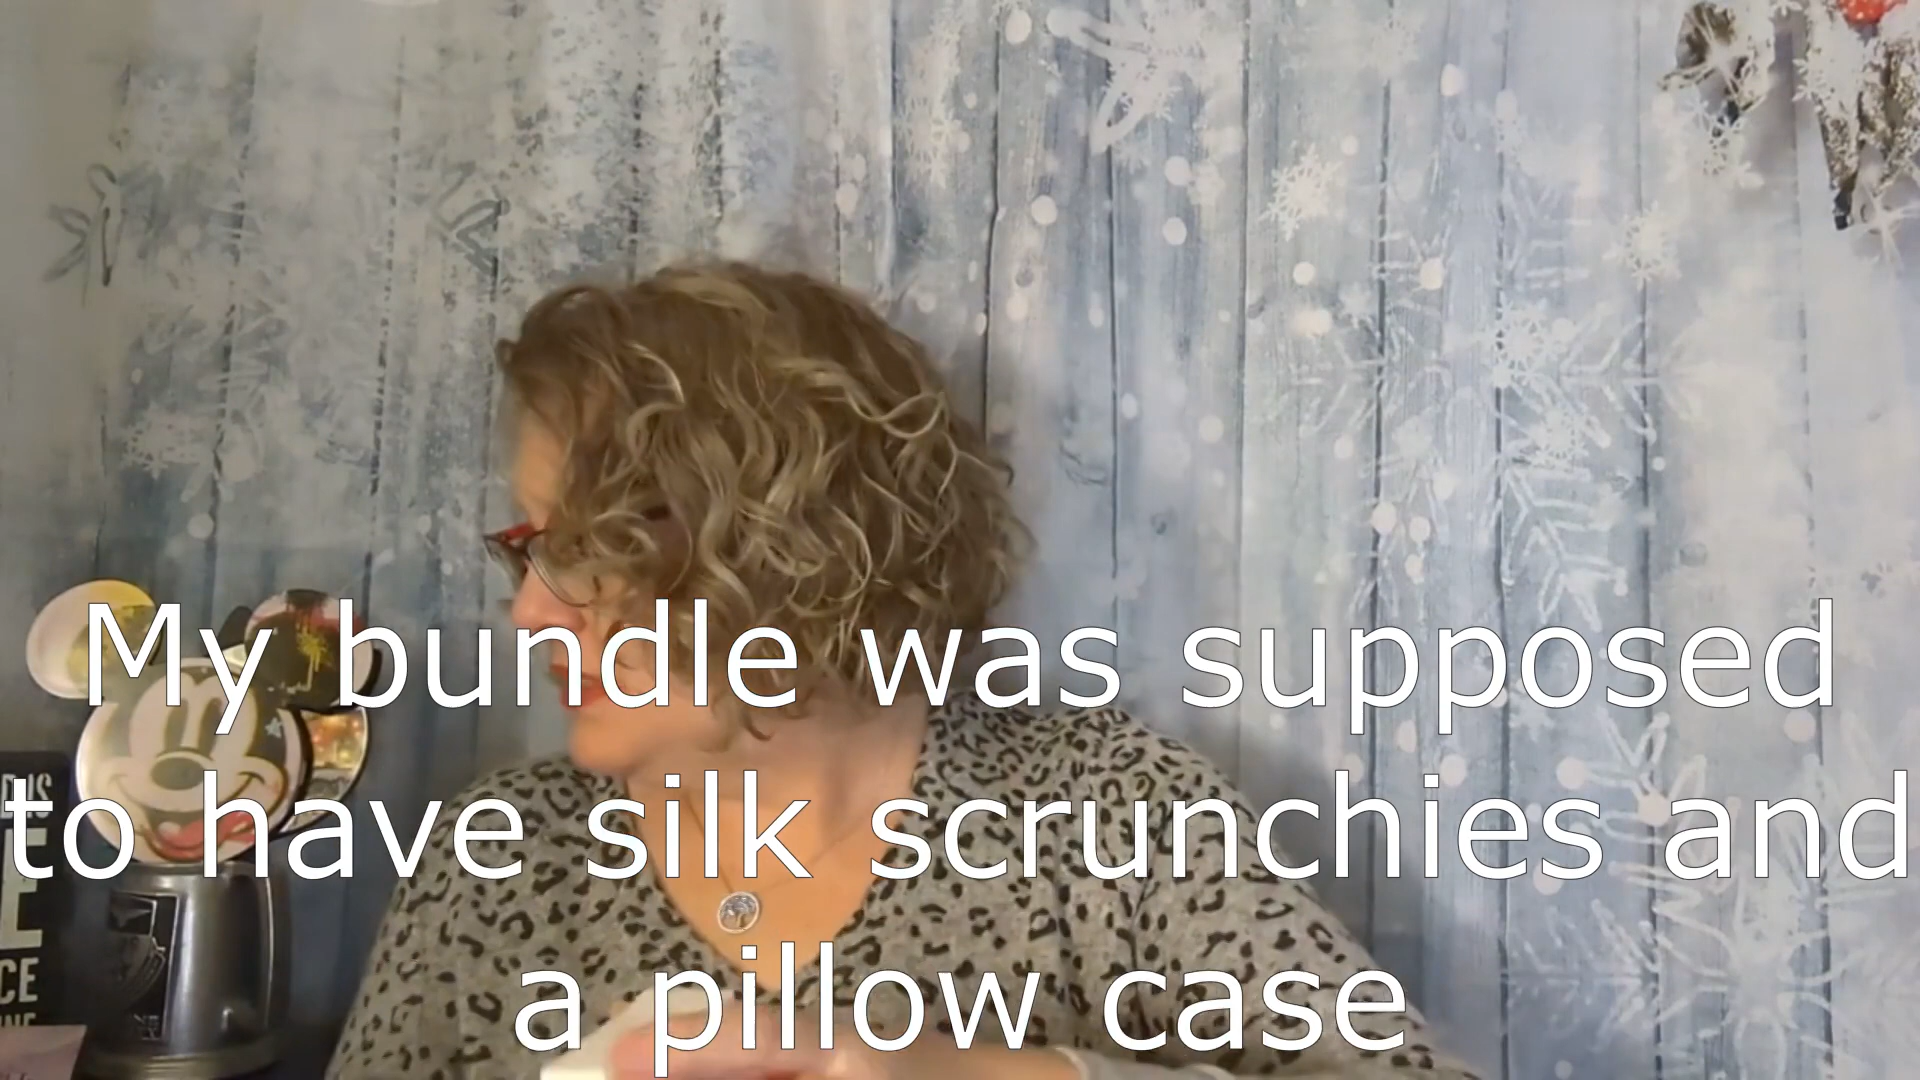 My bundle was supposed
to have silk scrunchies and
a pillow case